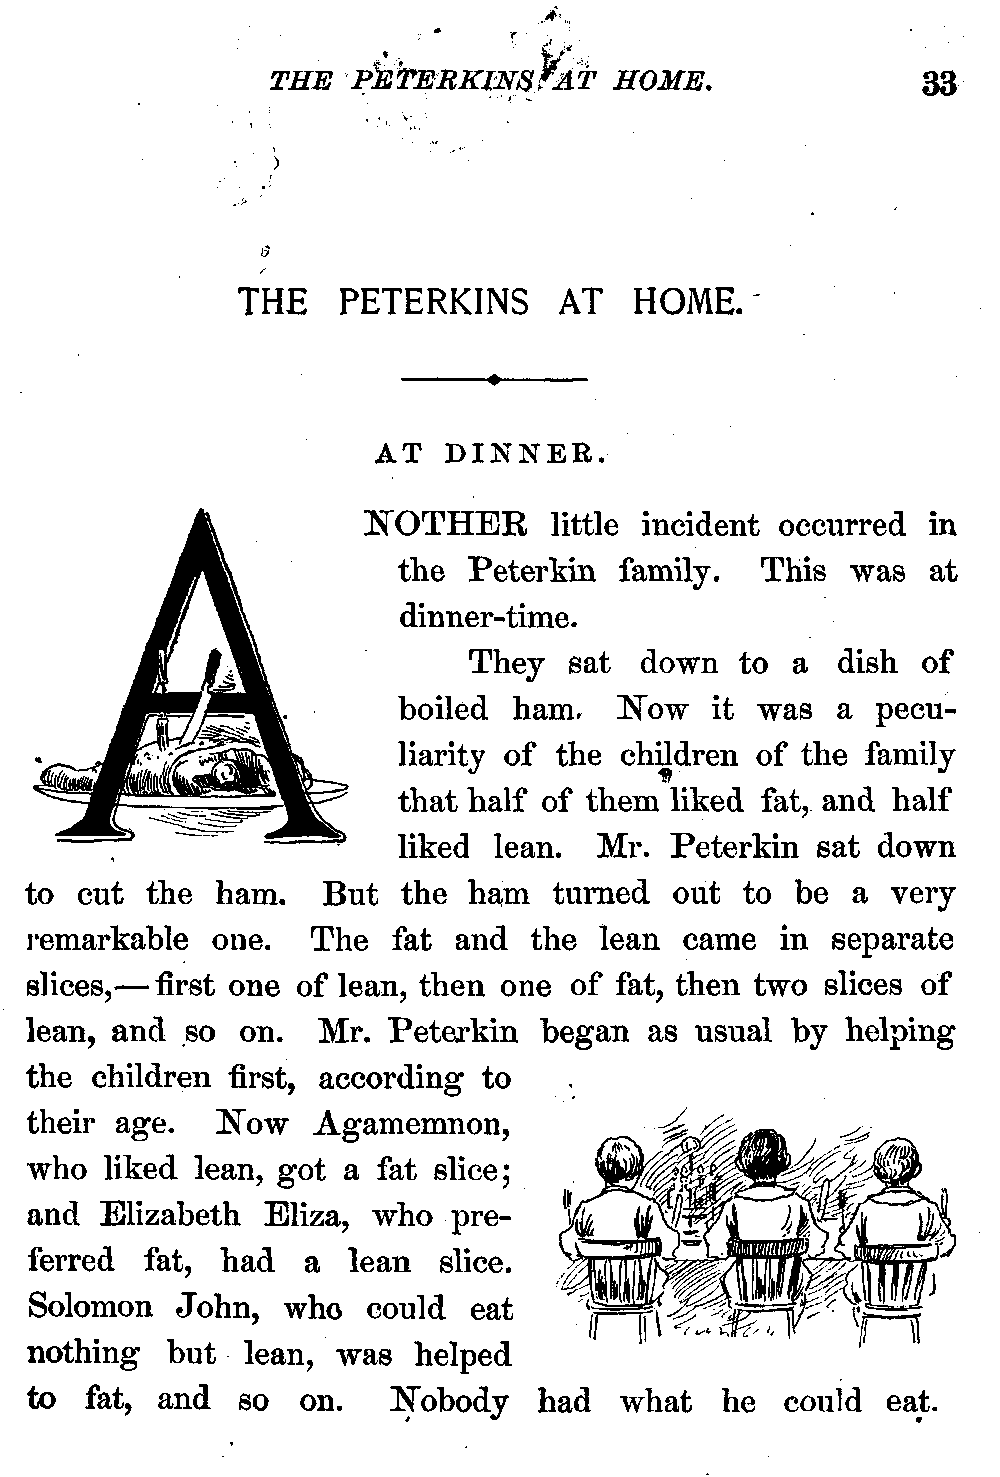 THE PETERKINS AT HOME. 33
THE PETERKINS AT HOME.
AT DINNER.
ANOTHER little incident occurred in
the Peterkin family. This was at
dinner-time.
They sat down to a dish of
boiled ham. Now it was a pecu-
liarity of the children of the family
that half of them liked fat, and half
liked lean. Mr. Peterkin sat down
to cut the ham. But the ham turned out to be a very
remarkable one. The fat and the lean came in separate
slices,—first one of lean, then one of fat, then two slices of
lean, and so on. Mr. Peterkin began as usual by helping
the children first, according to
their age. Now Agamemnon,
who liked lean, got a fat slice;
and Elizabeth Eliza, who pre-
ferred fat, had a lean slice.
Solomon John, who could eat
nothing but lean, was helped
to fat, and so on. Nobody had what he could eat.